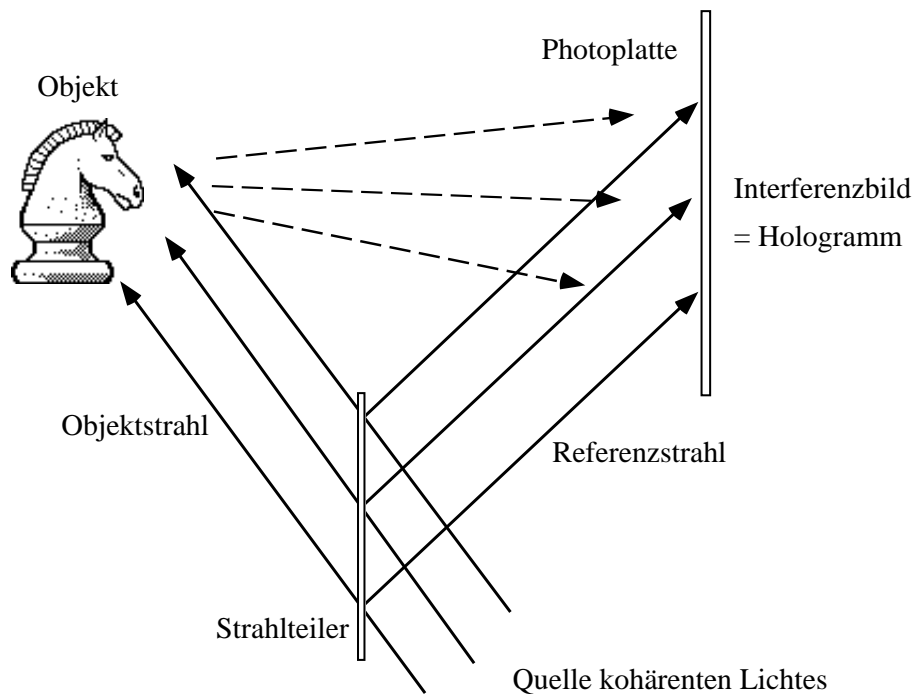 Photoplatte
Objekt
Interferenzbild
= Hologramm
Objektstrahl
Referenzstrahl
Strahlteiler
Quelle kohärenten Lichtes